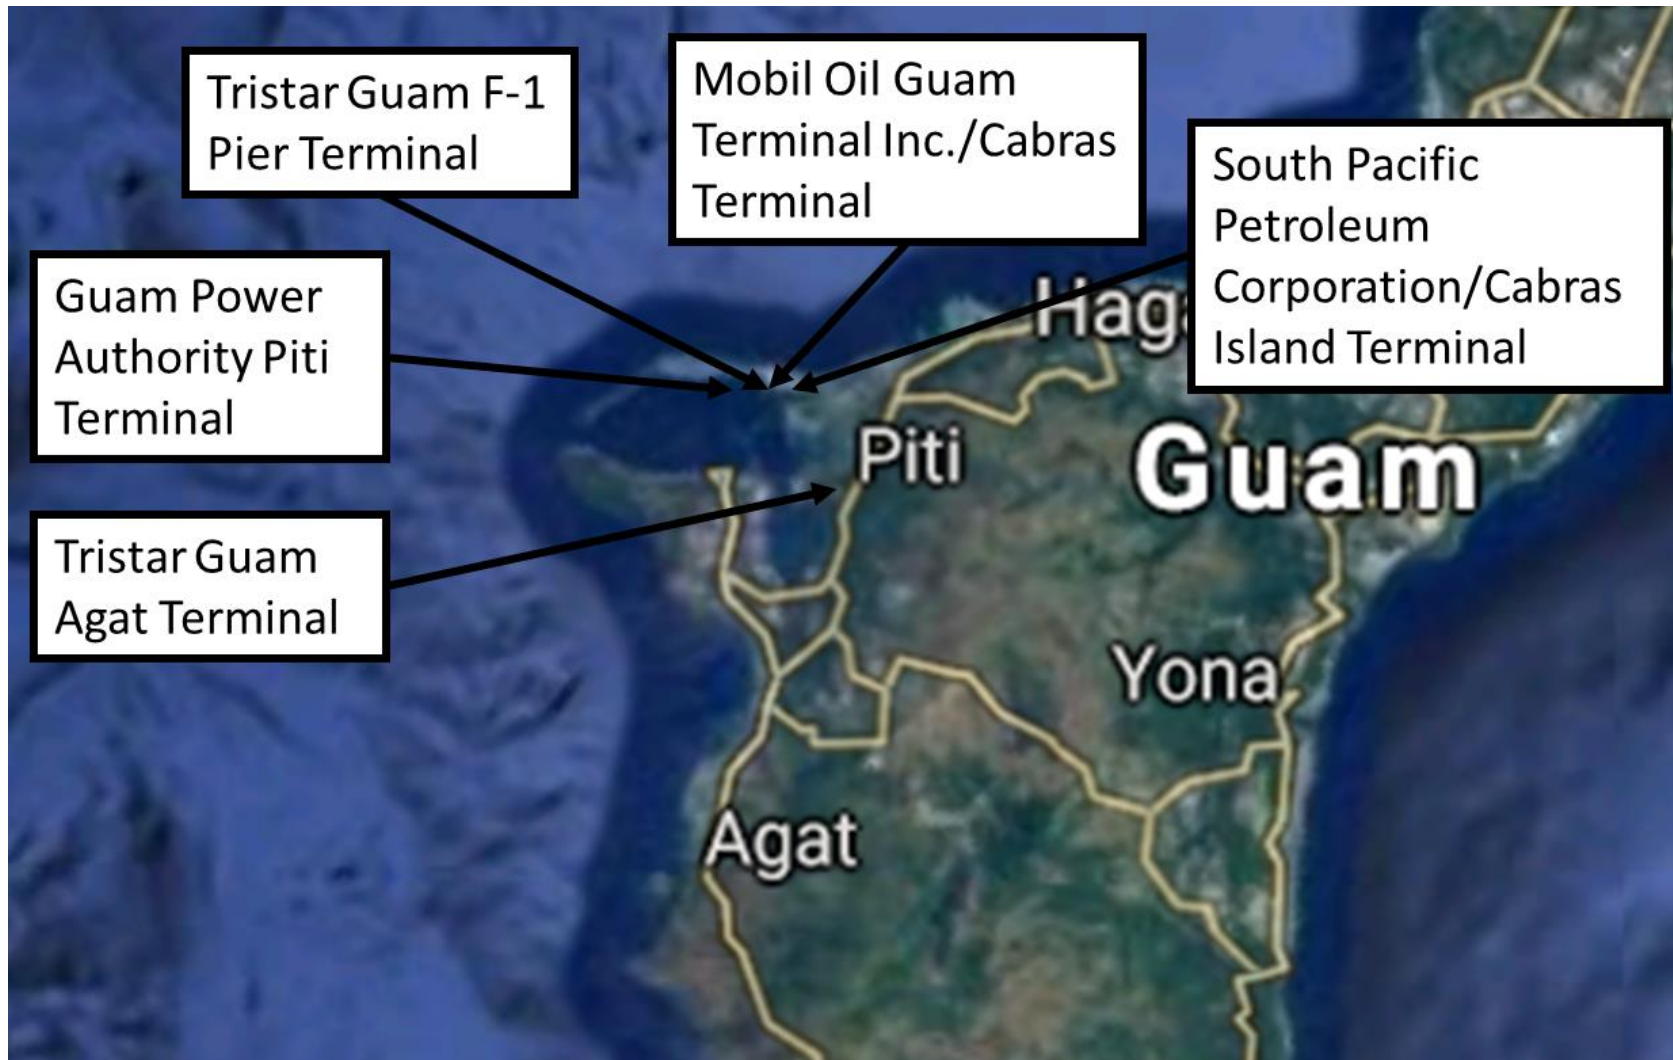 Tristar Guam F-1
Pier Terminal
Mobil Oil Guam
Terminal Inc./Cabras
Terminal
South Pacific
Petroleum
Corporation/Cabras
Island Terminal
Guam Power
Authority Piti
Terminal
Tristar Guam
Agat Terminal
Piti
Guam
Yona
Agat